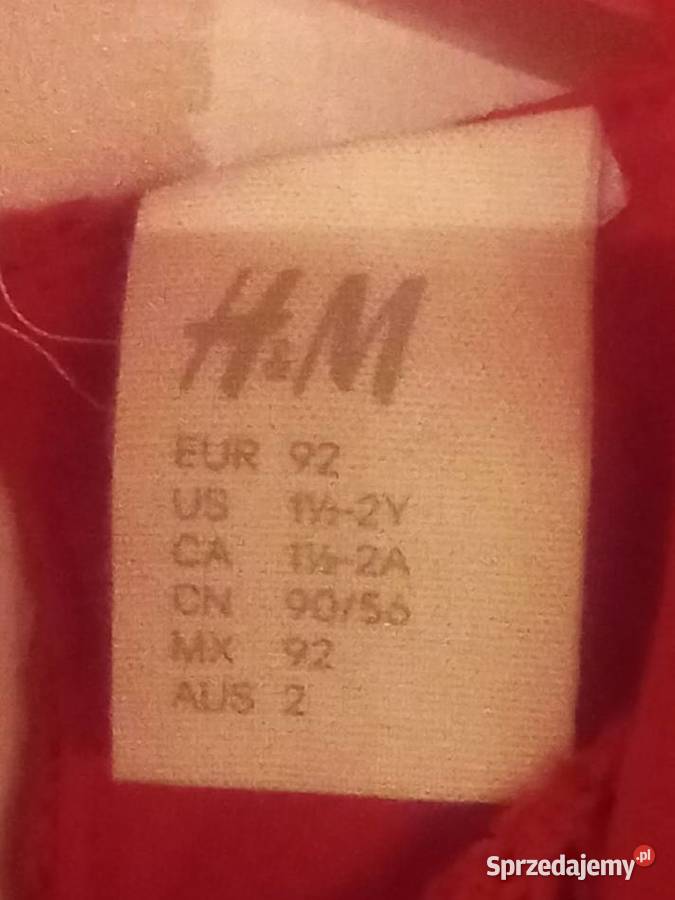 H&M
EUR 92
US 1½-2Y
CA 1½-2A
CN 90/56
MX 92
AUS 2
Sprzedajemy.pl